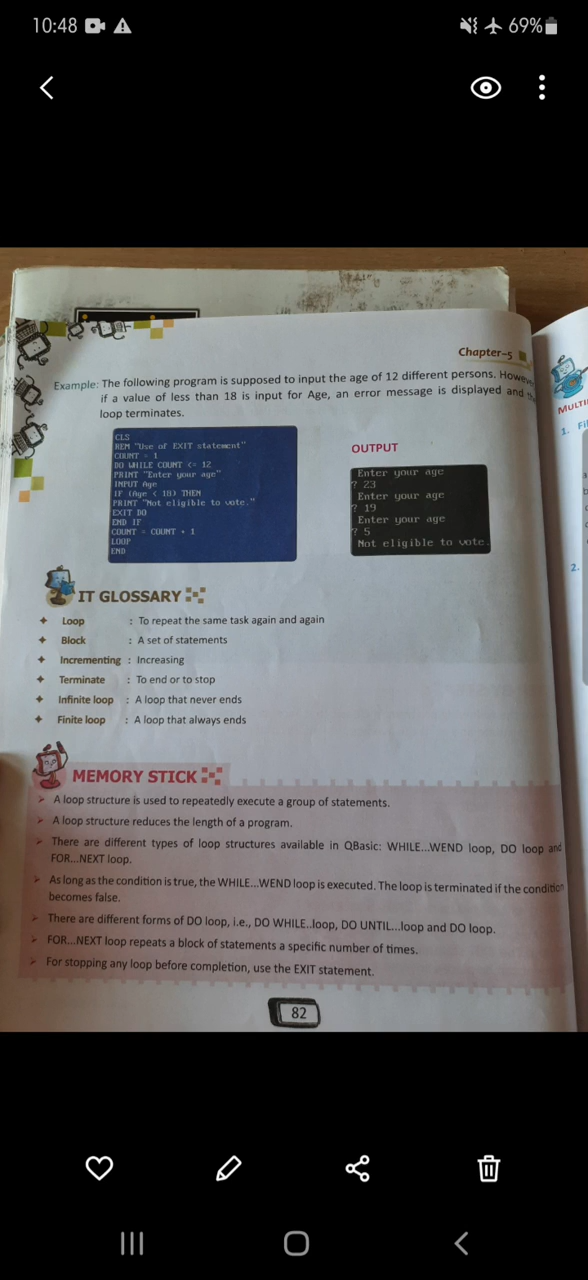 10:48
69%
Chapter-5
Example: The following program is supposed to input the age of 12 different persons.
if a value of less than 18 is input for Age, an error message is displayed and
loop terminates.
CLS
REM "Use of EXIT statement"
COUNT = 1
DO WHILE COUNT <= 12
PRINT "Enter your age"
INPUT Age
IF (Age < 18) THEN
PRINT "Not eligible to vote."
EXIT DO
END IF
COUNT = COUNT + 1
LOOP
END
OUTPUT
Enter your age
? 23
Enter your age
? 19
Enter your age
? 5
Not eligible to vote.
IT GLOSSARY
Loop : To repeat the same task again and again
Block : A set of statements
Incrementing : Increasing
Terminate : To end or to stop
Infinite loop : A loop that never ends
Finite loop : A loop that always ends
MEMORY STICK
A loop structure is used to repeatedly execute a group of statements.
A loop structure reduces the length of a program.
There are different types of loop structures available in QBasic: WHILE...WEND loop, DO loop and
FOR...NEXT loop.
As long as the condition is true, the WHILE...WEND loop is executed. The loop is terminated if the condition
becomes false.
There are different forms of DO loop, i.e., DO WHILE..loop, DO UNTIL...loop and DO loop.
FOR...NEXT loop repeats a block of statements a specific number of times.
For stopping any loop before completion, use the EXIT statement.
82
1.
2.